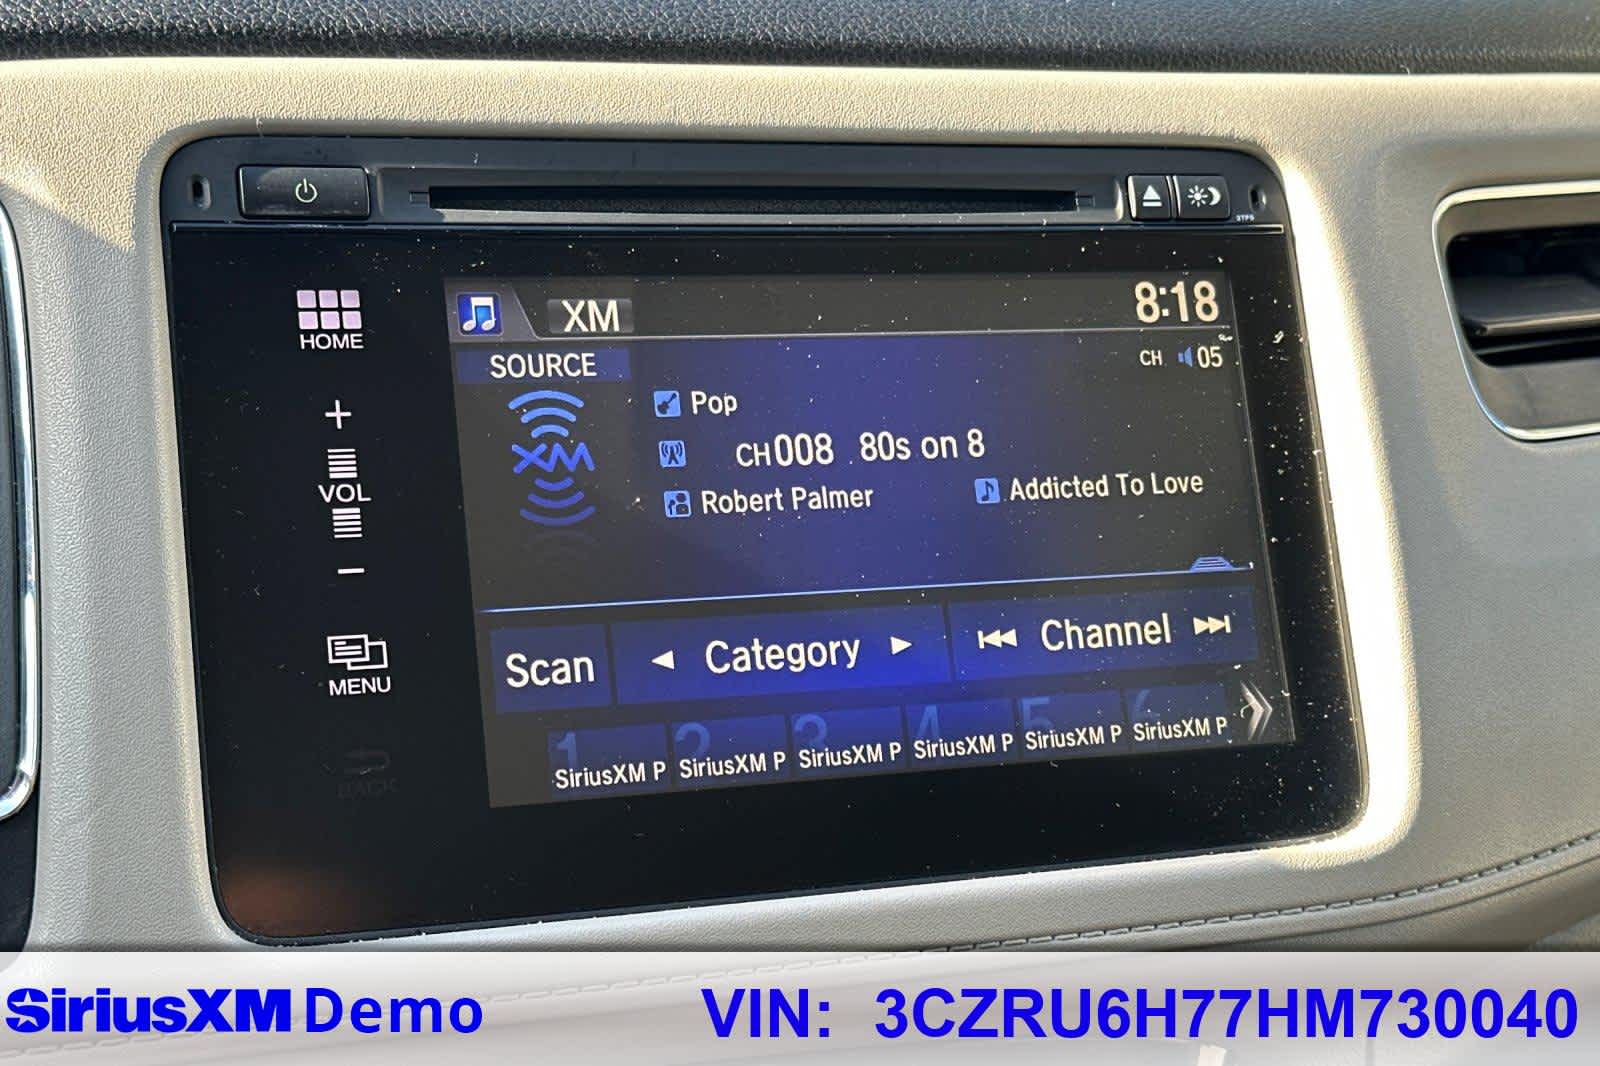 XM
8:18
HOME
SOURCE
CH 05
Pop
+
CH008 80s on 8
VOL
Robert Palmer
Addicted To Love
−
Scan
Category
Channel
MENU
1 SiriusXM P
2 SiriusXM P
3 SiriusXM P
4 SiriusXM P
5 SiriusXM P
6 SiriusXM P
BACK
SiriusXM Demo
VIN: 3CZRU6H77HM730040